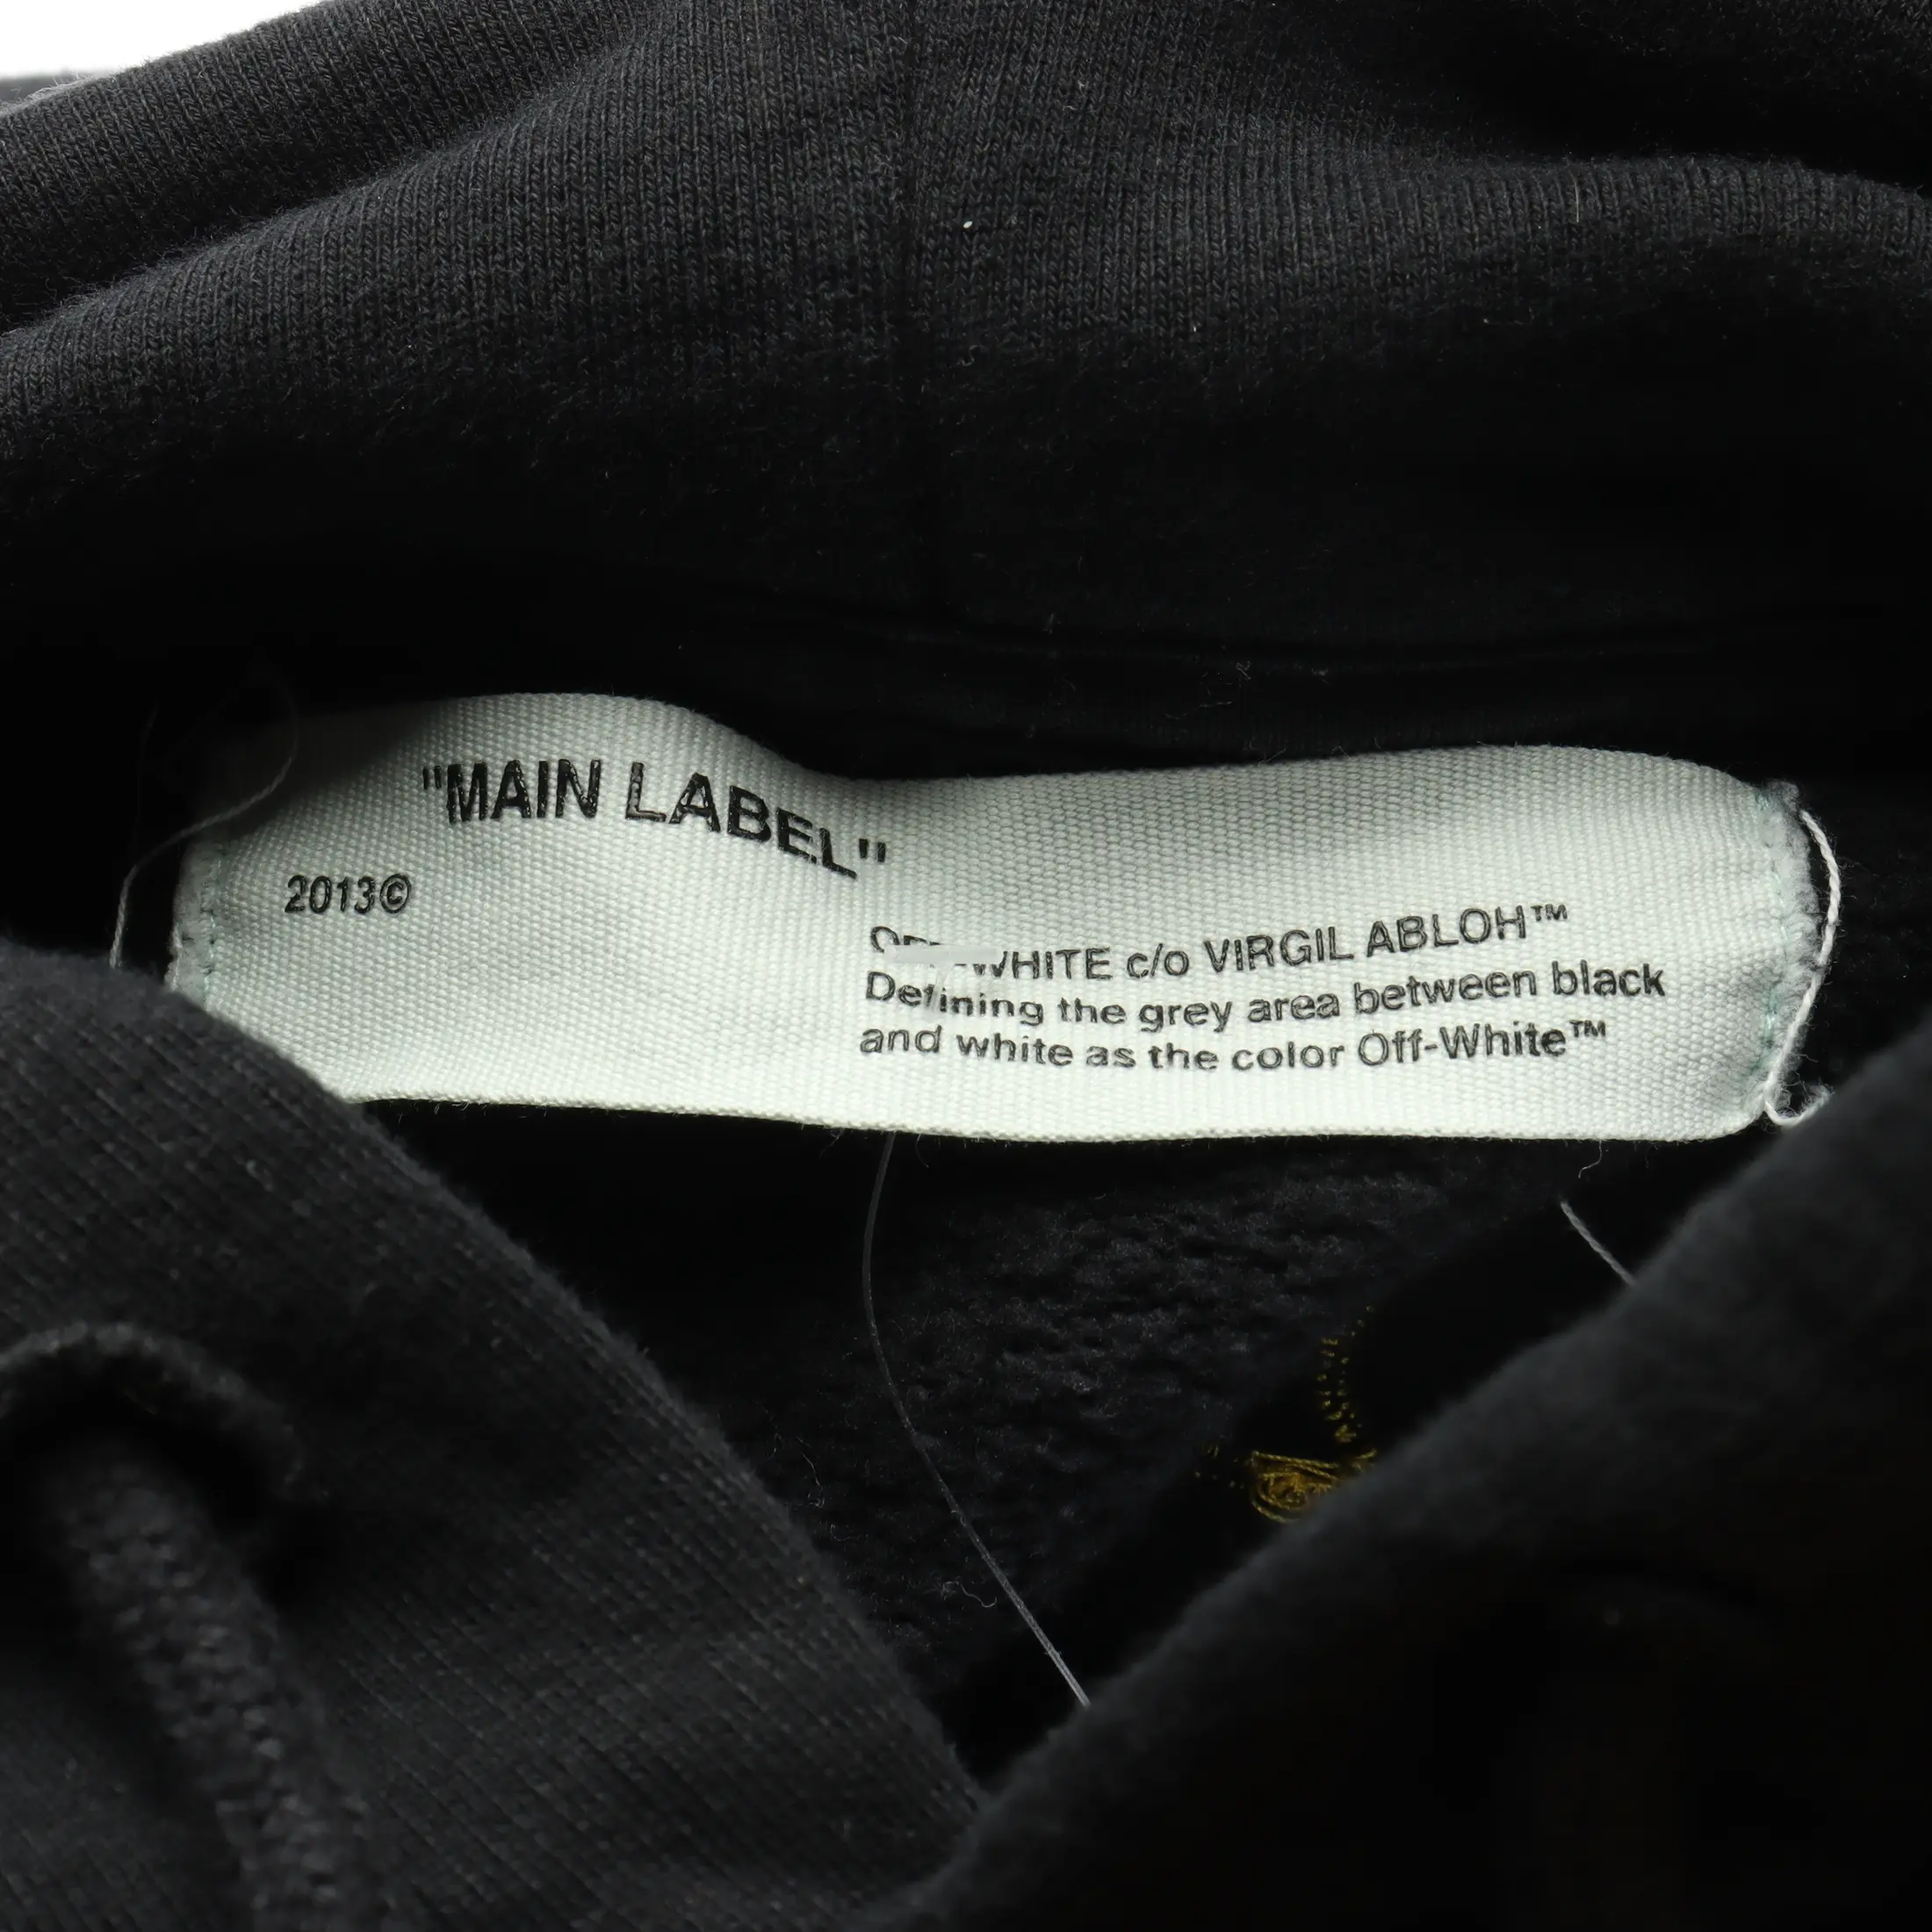 "MAIN LABEL"
2013©
OFF-WHITE c/o VIRGIL ABLOH™
Defining the grey area between black
and white as the color Off-White™